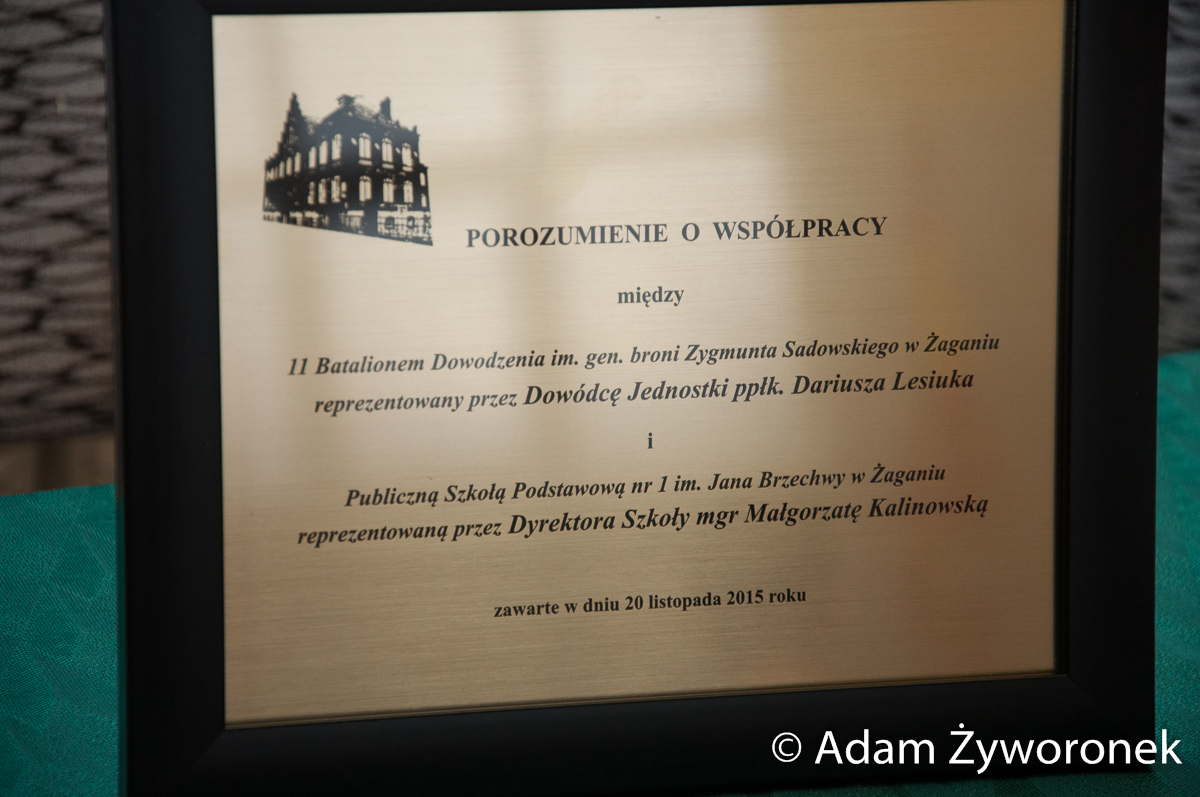 POROZUMIENIE O WSPÓŁPRACY
między
11 Batalionem Dowodzenia im. gen. broni Zygmunta Sadowskiego w Żaganiu
reprezentowany przez Dowódcę Jednostki ppłk. Dariusza Lesiuka
i
Publiczną Szkołą Podstawową nr 1 im. Jana Brzechwy w Żaganiu
reprezentowaną przez Dyrektora Szkoły mgr Małgorzatę Kalinowską
zawarte w dniu 20 listopada 2015 roku
© Adam Żyworonek